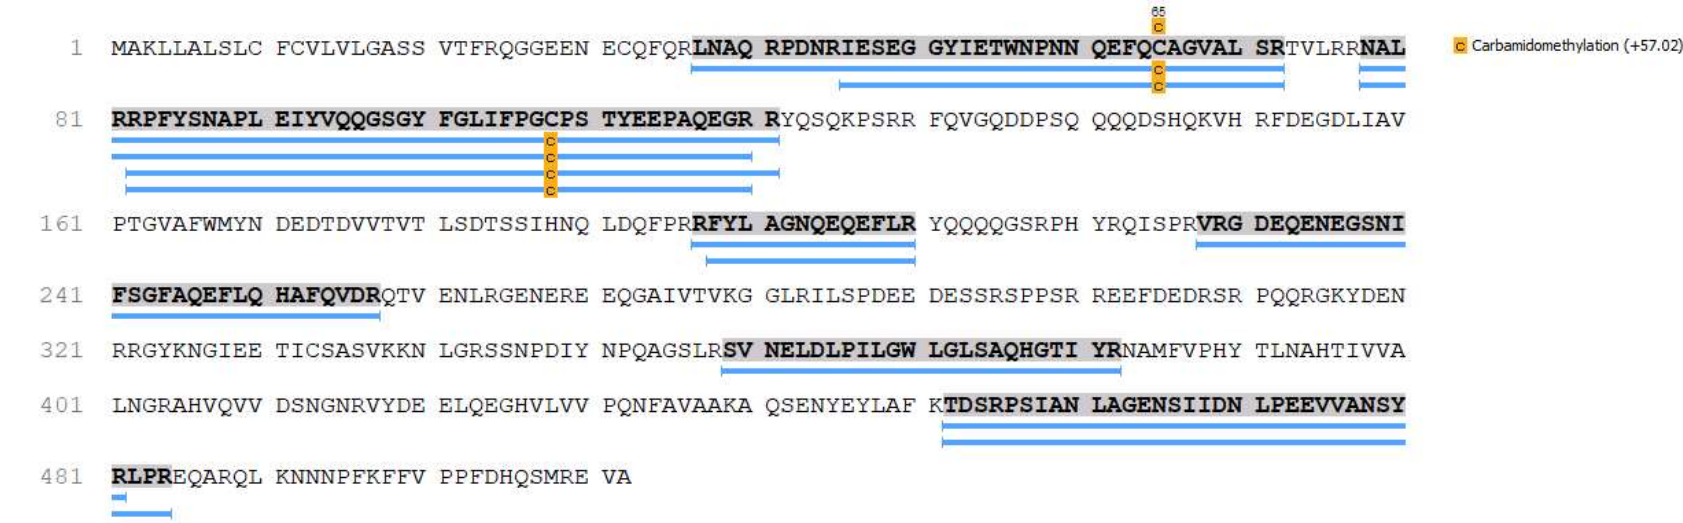 65
C
1 MAKLLALSLC FCVLVLGASS VTFRQGGEEN ECQFQRLNAQ RPDNRIESEG GYIETWNPNN QEFQCAGVAL SRTVLRRNAL
C Carbamidomethylation (+57.02)
C
C
81 RRPFYSNAPL EIYVQQGSGY FGLIFPGCPS TYEEPAQEGR RYQSQKPSRR FQVGQDDPSQ QQQDSHQKVH RFDEGDLIAV
C
C
C
C
161 PTGVAFWMYN DEDTDVVTVT LSDTSSIHNQ LDQFPRRFYL AGNQEQEFLR YQQQQGSRPH YRQISPRVRG DEQENEGSNI
241 FSGFAQEFLQ HAFQVDRQTV ENLRGENERE EQGAIVTVKG GLRILSPDEE DESSRSPPSR REEFDEDRSR PQQRGKYDEN
321 RRGYKNGIEE TICSASVKKN LGRSSNPDIY NPQAGSLRSV NELDLPILGW LGLSAQHGTI YRNAMFVPHY TLNAHTIVVA
401 LNGRAHVQVV DSNGNRVYDE ELQEGHVLVV PQNFAVAAKA QSENYEYLAF KTDSRPSIAN LAGENSIIDN LPEEVVANSY
481 RLPREQARQL KNNNPFKFFV PPFDHQSMRE VA